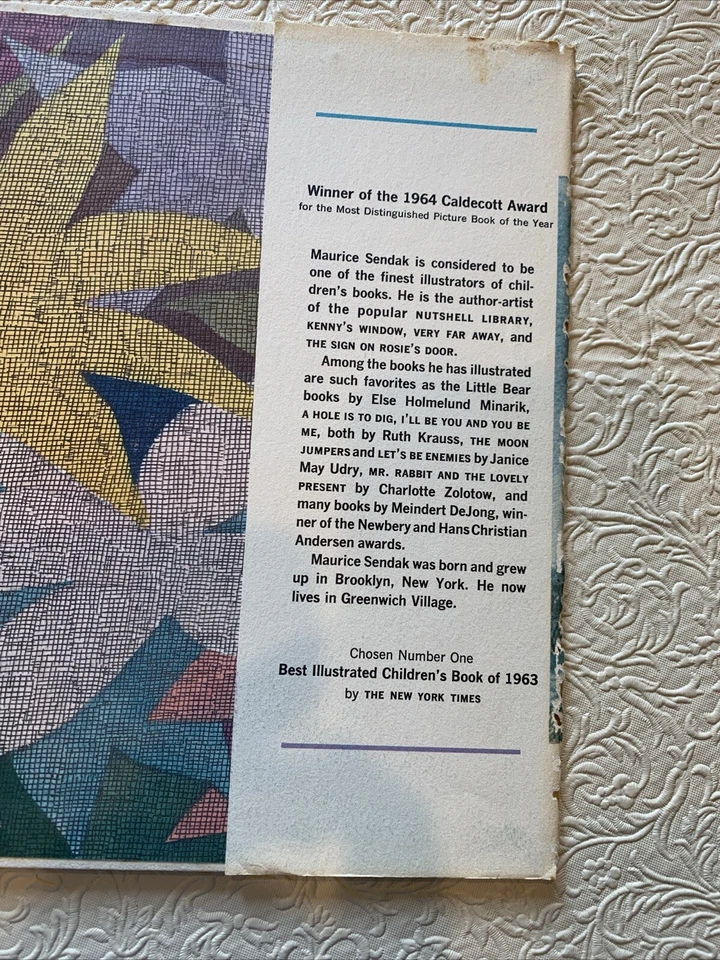 Winner of the 1964 Caldecott Award
for the Most Distinguished Picture Book of the Year
Maurice Sendak is considered to be
one of the finest illustrators of chil-
dren's books. He is the author-artist
of the popular NUTSHELL LIBRARY,
KENNY'S WINDOW, VERY FAR AWAY, and
THE SIGN ON ROSIE'S DOOR.
Among the books he has illustrated
are such favorites as the Little Bear
books by Else Holmelund Minarik,
A HOLE IS TO DIG, I'LL BE YOU AND YOU BE
ME, both by Ruth Krauss, THE MOON
JUMPERS and LET'S BE ENEMIES by Janice
May Udry, MR. RABBIT AND THE LOVELY
PRESENT by Charlotte Zolotow, and
many books by Meindert DeJong, win-
ner of the Newbery and Hans Christian
Andersen awards.
Maurice Sendak was born and grew
up in Brooklyn, New York. He now
lives in Greenwich Village.
Chosen Number One
Best Illustrated Children's Book of 1963
by THE NEW YORK TIMES